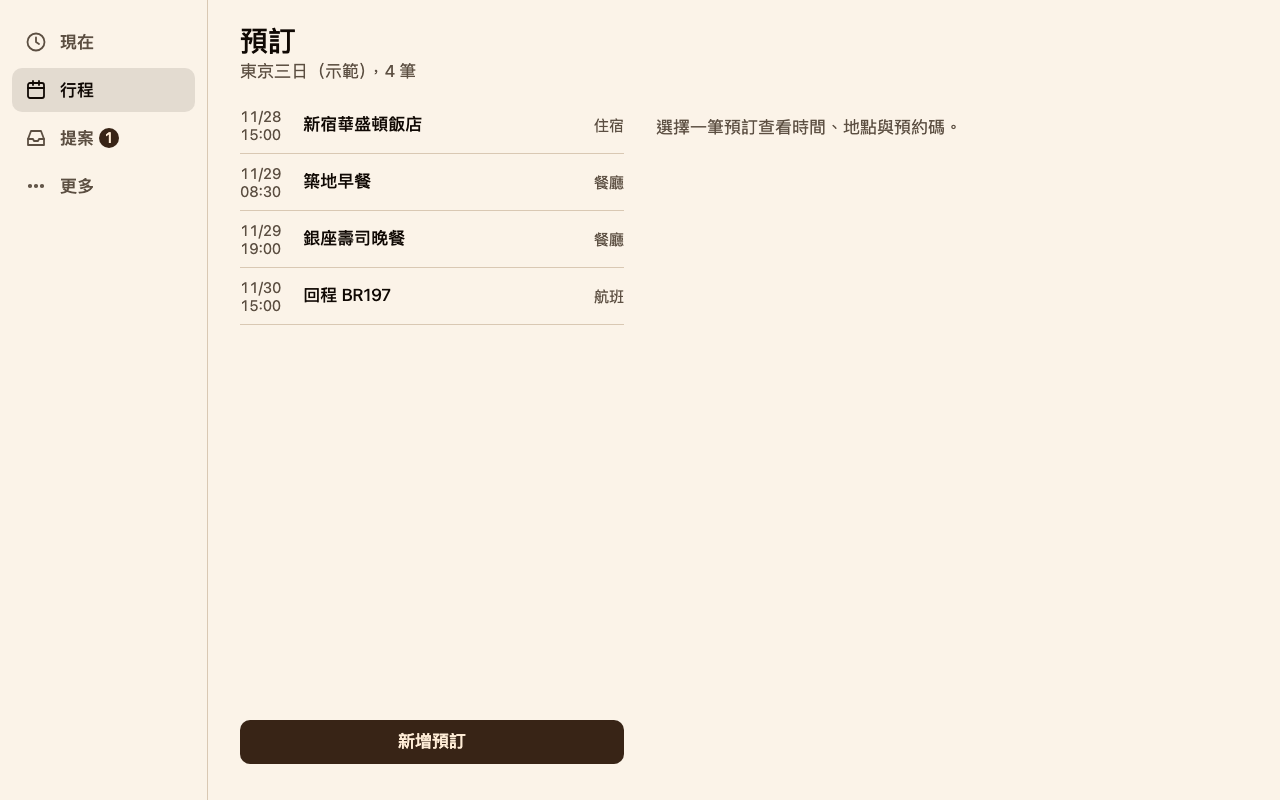 現在
行程
提案 1
更多
預訂
東京三日（示範），4 筆
11/28
15:00
新宿華盛頓飯店
住宿
11/29
08:30
築地早餐
餐廳
11/29
19:00
銀座壽司晚餐
餐廳
11/30
15:00
回程 BR197
航班
選擇一筆預訂查看時間、地點與預約碼。
新增預訂